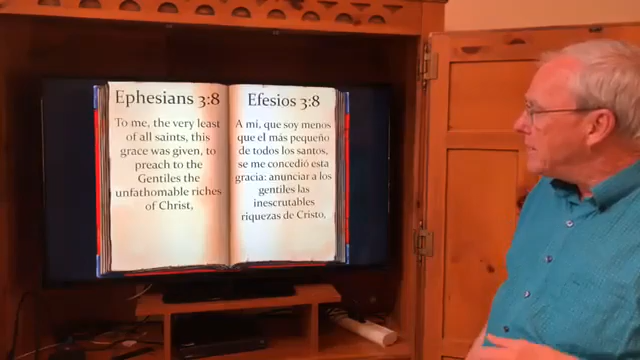 Ephesians 3:8
To me, the very least
of all saints, this
grace was given, to
preach to the
Gentiles the
unfathomable riches
of Christ,
Efesios 3:8
A mi, que soy menos
que el más pequeño
de todos los santos,
se me concedió esta
gracia: anunciar a los
gentiles las
inescrutables
riquezas de Cristo,